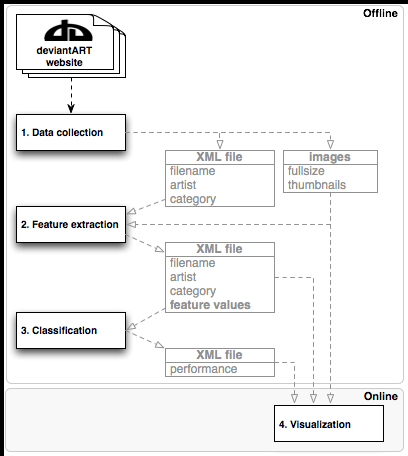 Offline
deviantART
website
1. Data collection
XML file
filename
artist
category
images
fullsize
thumbnails
2. Feature extraction
XML file
filename
artist
category
feature values
3. Classification
XML file
performance
Online
4. Visualization